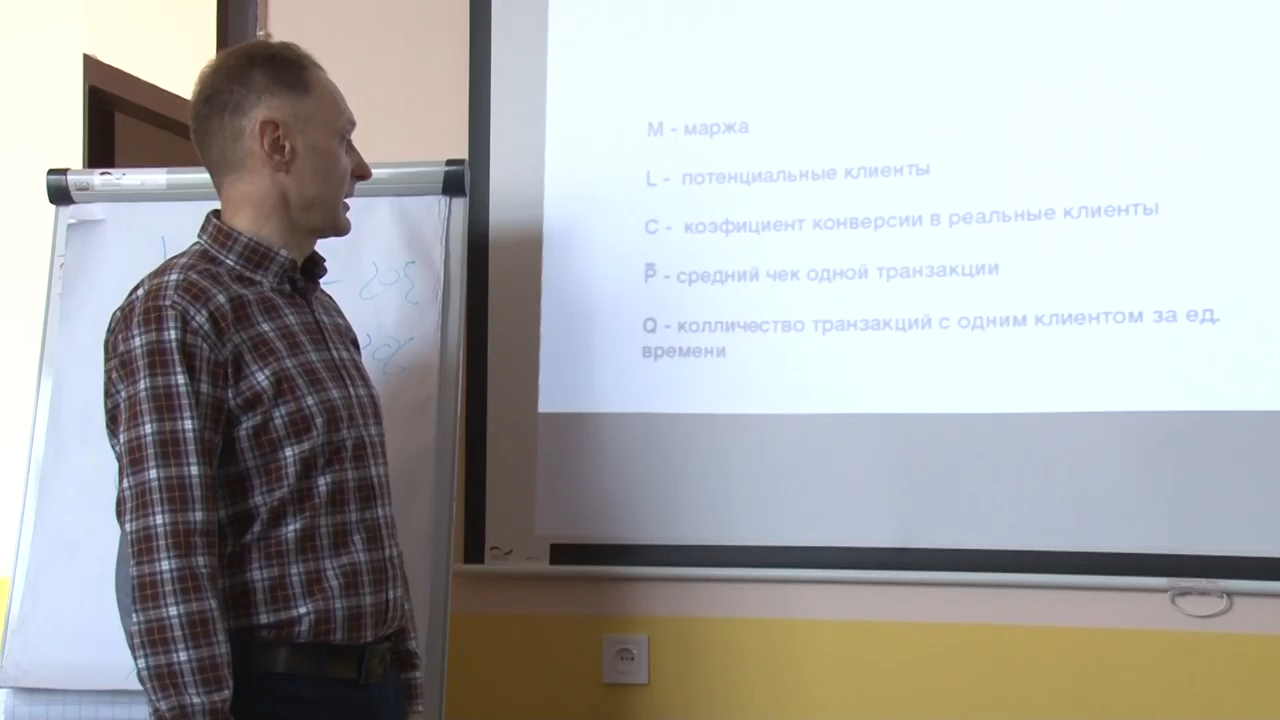 M - маржа
L - потенциальные клиенты
C - коэфициент конверсии в реальные клиенты
P̅ - средний чек одной транзакции
Q - колличество транзакций с одним клиентом за ед.
времени